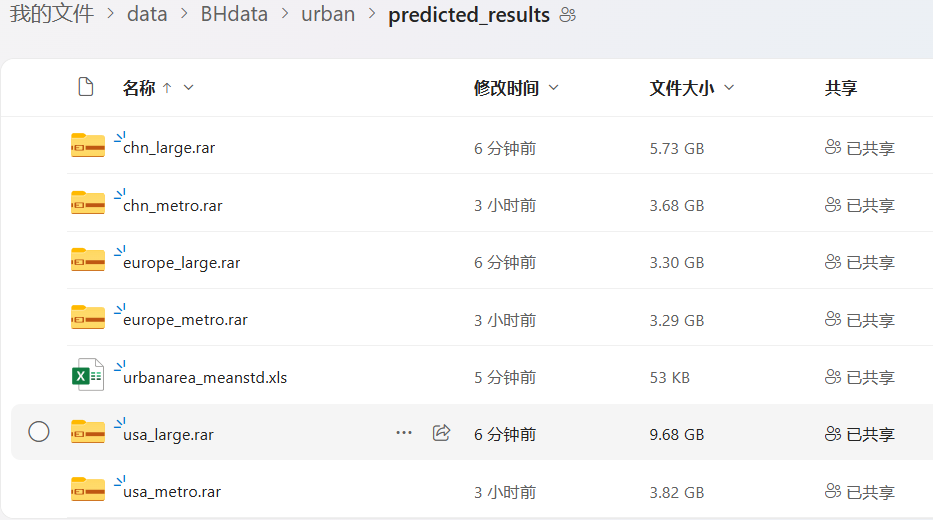 我的文件 > data > BHdata > urban > predicted_results
名称 修改时间 文件大小 共享
chn_large.rar 6 分钟前 5.73 GB 已共享
chn_metro.rar 3 小时前 3.68 GB 已共享
europe_large.rar 6 分钟前 3.30 GB 已共享
europe_metro.rar 3 小时前 3.29 GB 已共享
urbanarea_meanstd.xls 5 分钟前 53 KB 已共享
usa_large.rar ··· 6 分钟前 9.68 GB 已共享
usa_metro.rar 3 小时前 3.82 GB 已共享